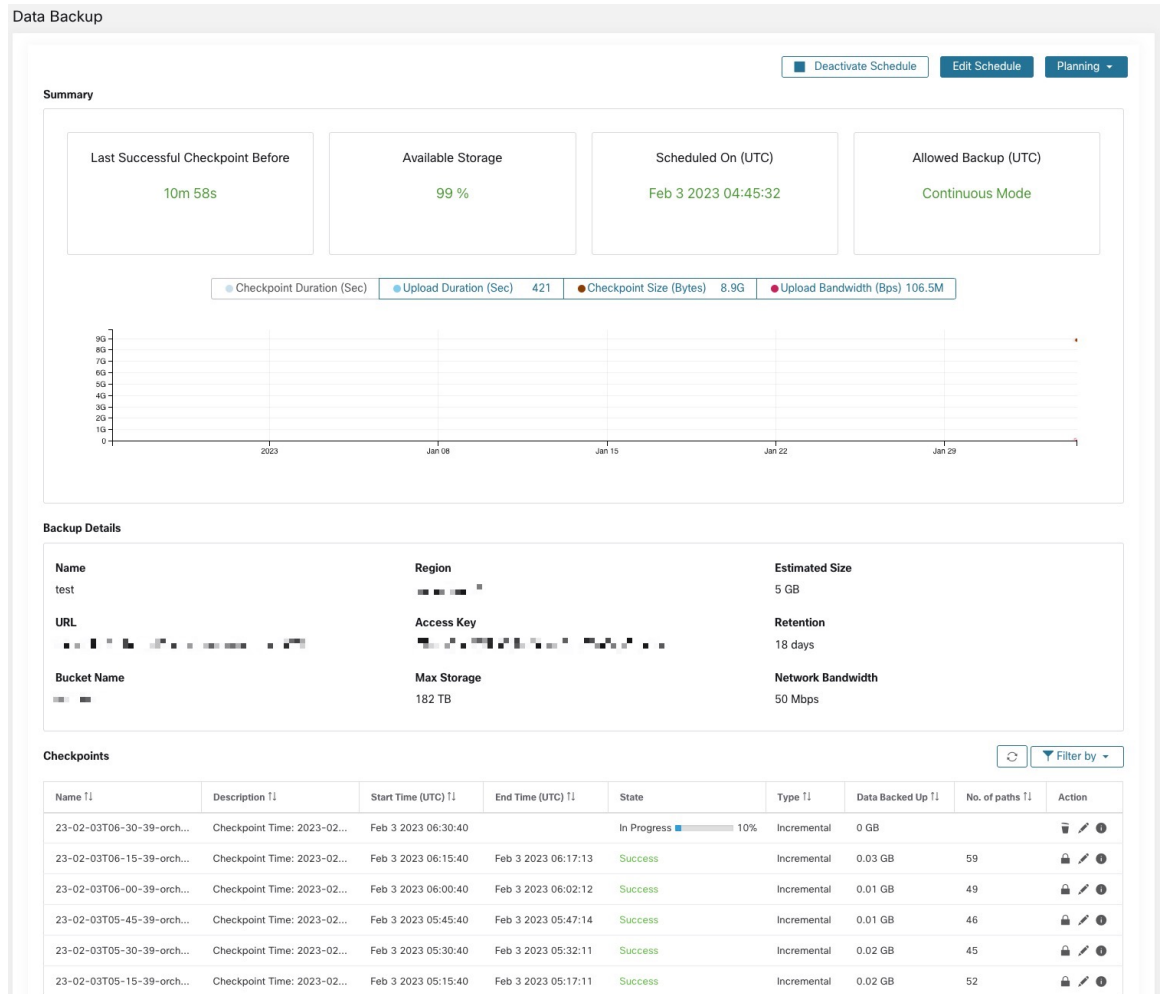 Data Backup
Deactivate Schedule Edit Schedule Planning
Summary
Last Successful Checkpoint Before Available Storage Scheduled On (UTC) Allowed Backup (UTC)
10m 58s 99 % Feb 3 2023 04:45:32 Continuous Mode
Checkpoint Duration (Sec) Upload Duration (Sec) 421 Checkpoint Size (Bytes) 8.9G Upload Bandwidth (Bps) 106.5M
9G
8G
7G
6G
5G
4G
3G
2G
1G
0
2023 Jan 08 Jan 15 Jan 22 Jan 29
Backup Details
Name Region Estimated Size
test 5 GB
URL Access Key Retention
18 days
Bucket Name Max Storage Network Bandwidth
182 TB 50 Mbps
Checkpoints Filter by
Name Description Start Time (UTC) End Time (UTC) State Type Data Backed Up No. of paths Action
23-02-03T06-30-39-orch... Checkpoint Time: 2023-02... Feb 3 2023 06:30:40 In Progress 10% Incremental 0 GB
23-02-03T06-15-39-orch... Checkpoint Time: 2023-02... Feb 3 2023 06:15:40 Feb 3 2023 06:17:13 Success Incremental 0.03 GB 59
23-02-03T06-00-39-orch... Checkpoint Time: 2023-02... Feb 3 2023 06:00:40 Feb 3 2023 06:02:12 Success Incremental 0.01 GB 49
23-02-03T05-45-39-orch... Checkpoint Time: 2023-02... Feb 3 2023 05:45:40 Feb 3 2023 05:47:14 Success Incremental 0.01 GB 46
23-02-03T05-30-39-orch... Checkpoint Time: 2023-02... Feb 3 2023 05:30:40 Feb 3 2023 05:32:11 Success Incremental 0.02 GB 45
23-02-03T05-15-39-orch... Checkpoint Time: 2023-02... Feb 3 2023 05:15:40 Feb 3 2023 05:17:11 Success Incremental 0.02 GB 52